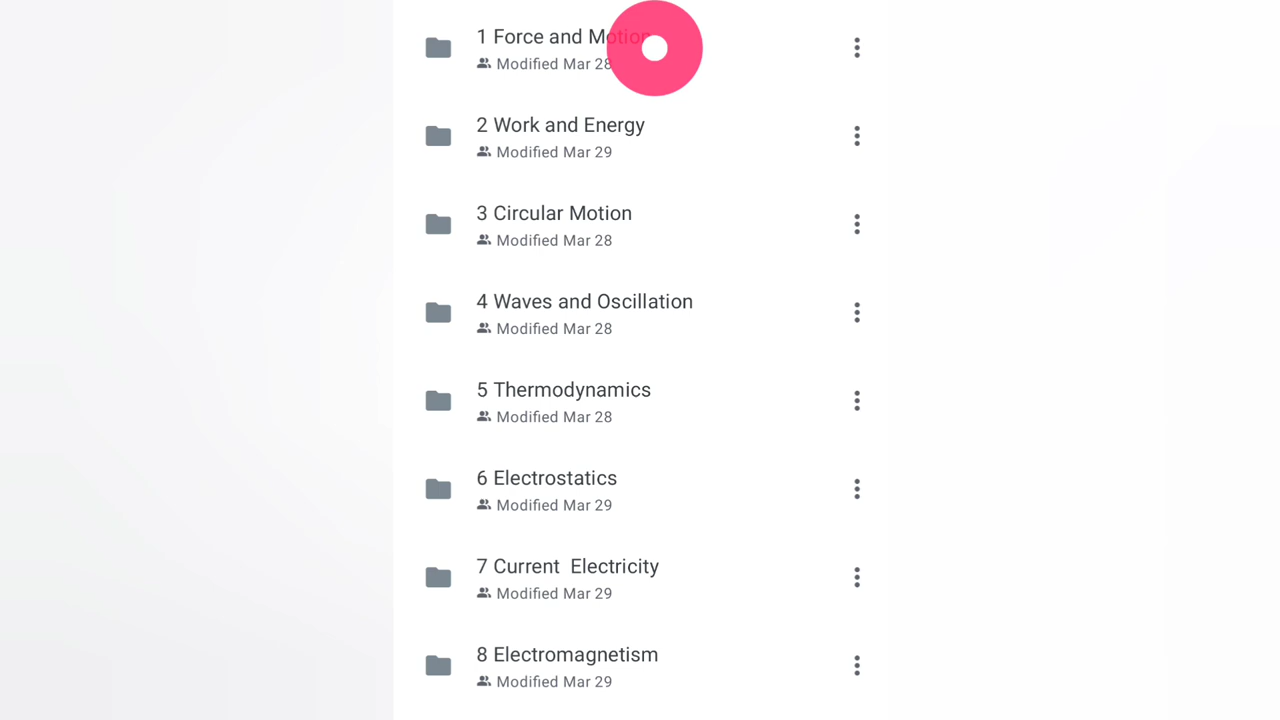 1 Force and Motion
Modified Mar 28
2 Work and Energy
Modified Mar 29
3 Circular Motion
Modified Mar 28
4 Waves and Oscillation
Modified Mar 28
5 Thermodynamics
Modified Mar 28
6 Electrostatics
Modified Mar 29
7 Current  Electricity
Modified Mar 29
8 Electromagnetism
Modified Mar 29